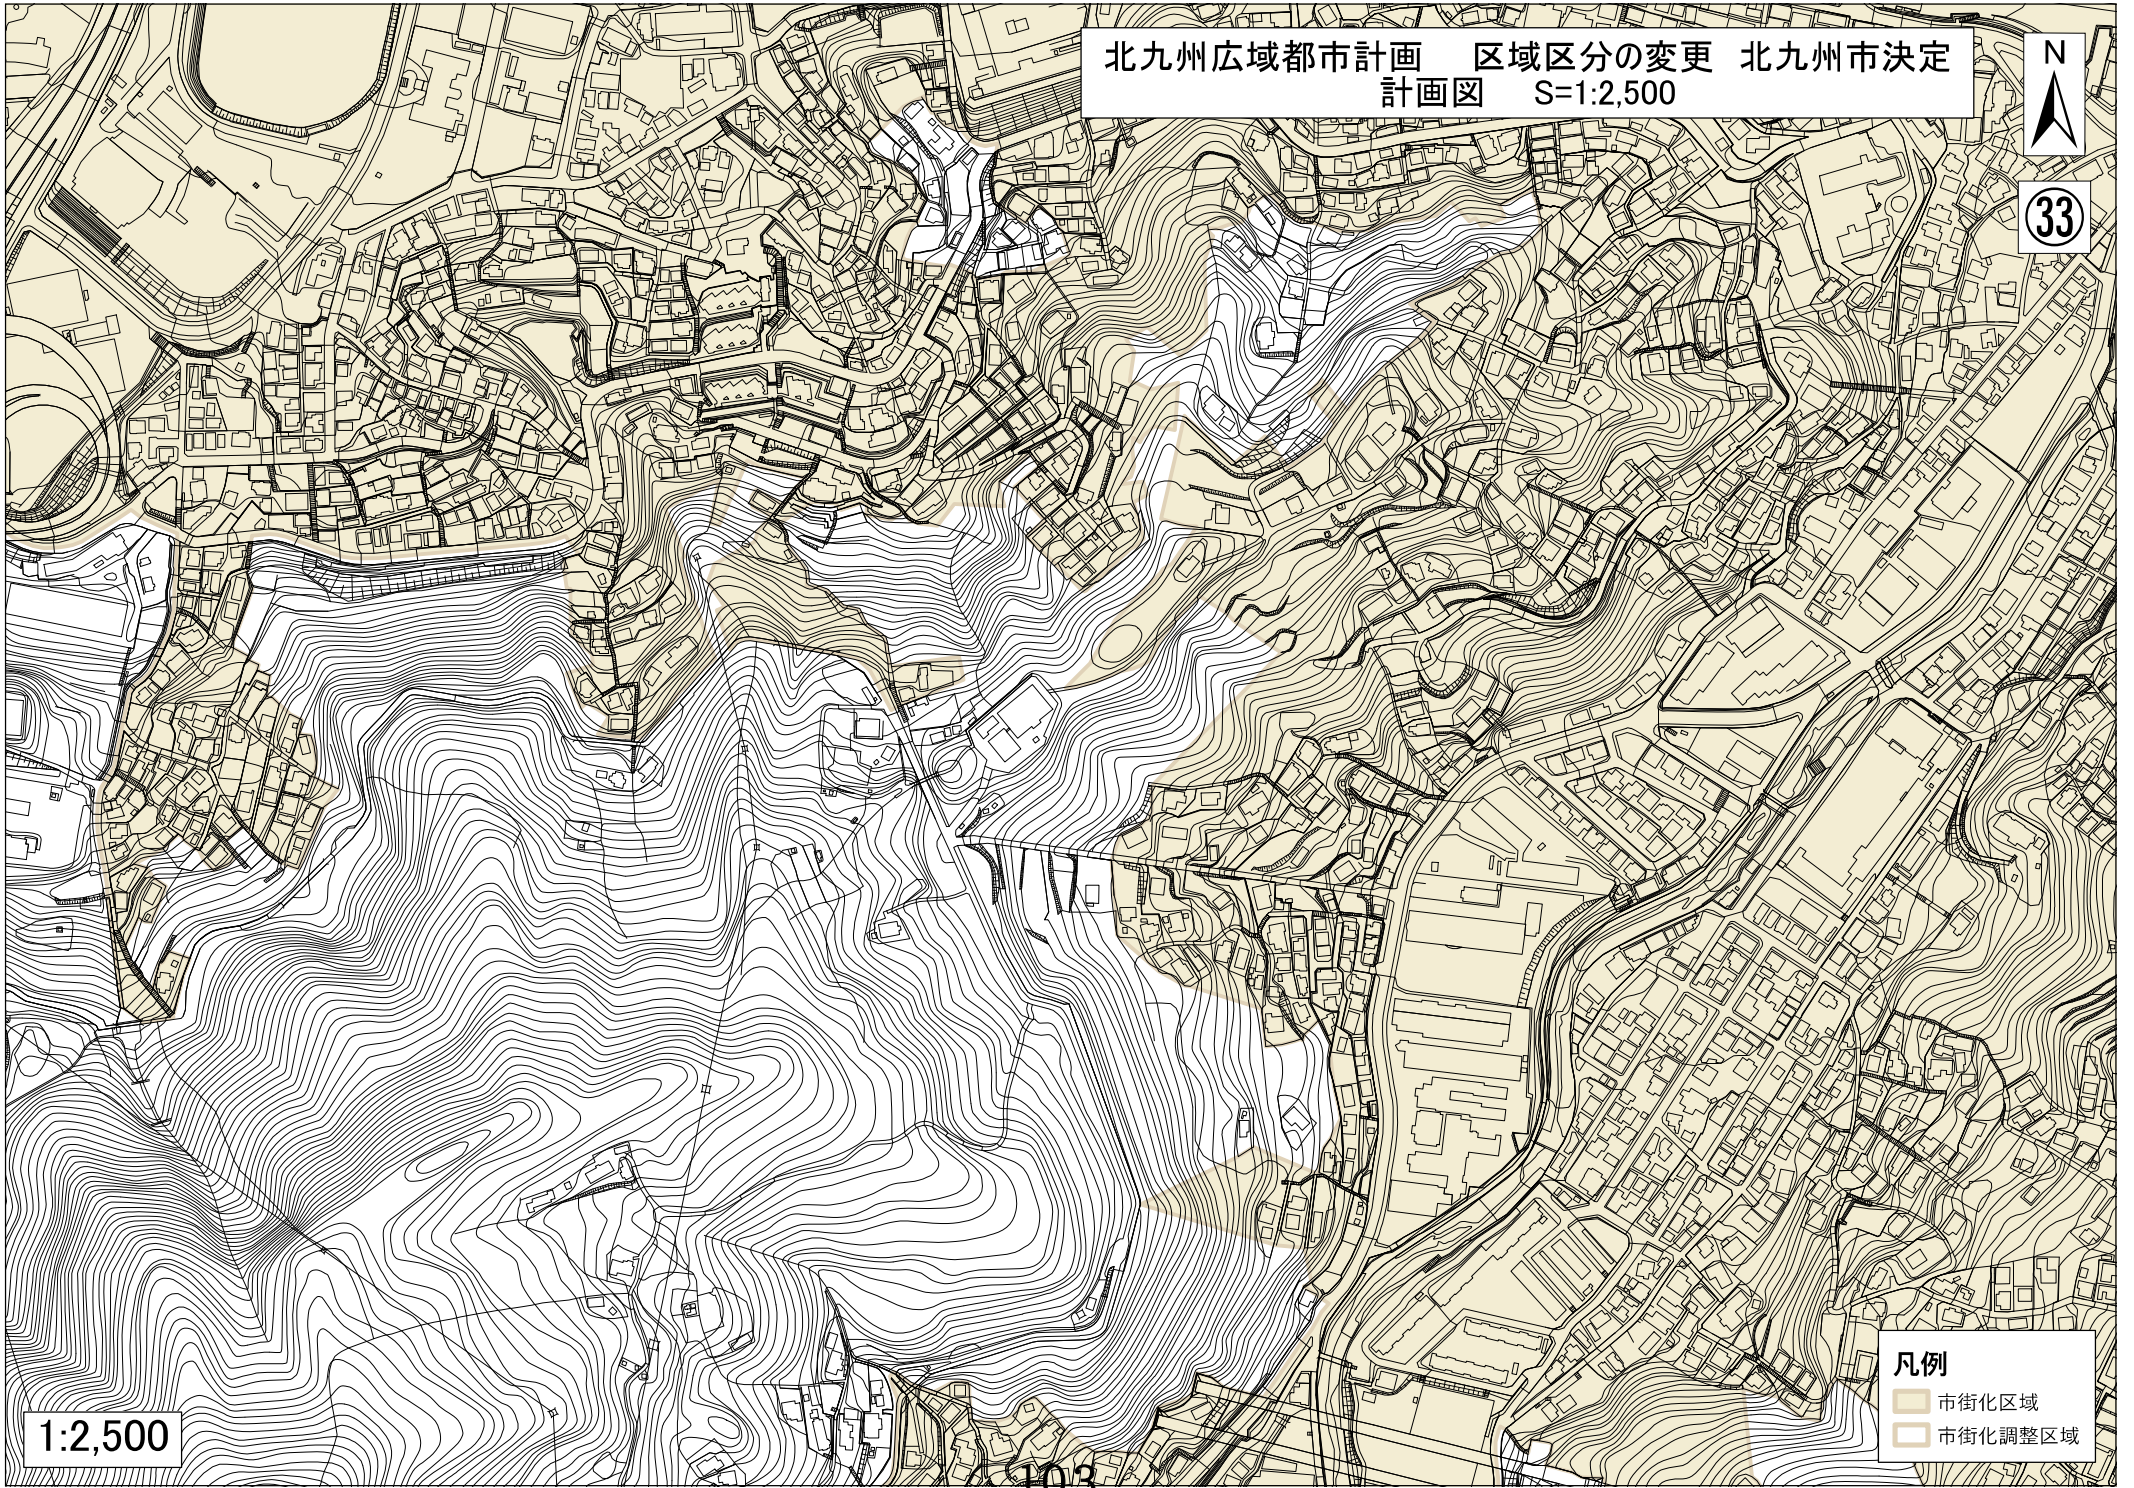 北九州広域都市計画　区域区分の変更　北九州市決定
計画図　S=1:2,500
N
㉝
P
凡例
市街化区域
市街化調整区域
1:2,500
103